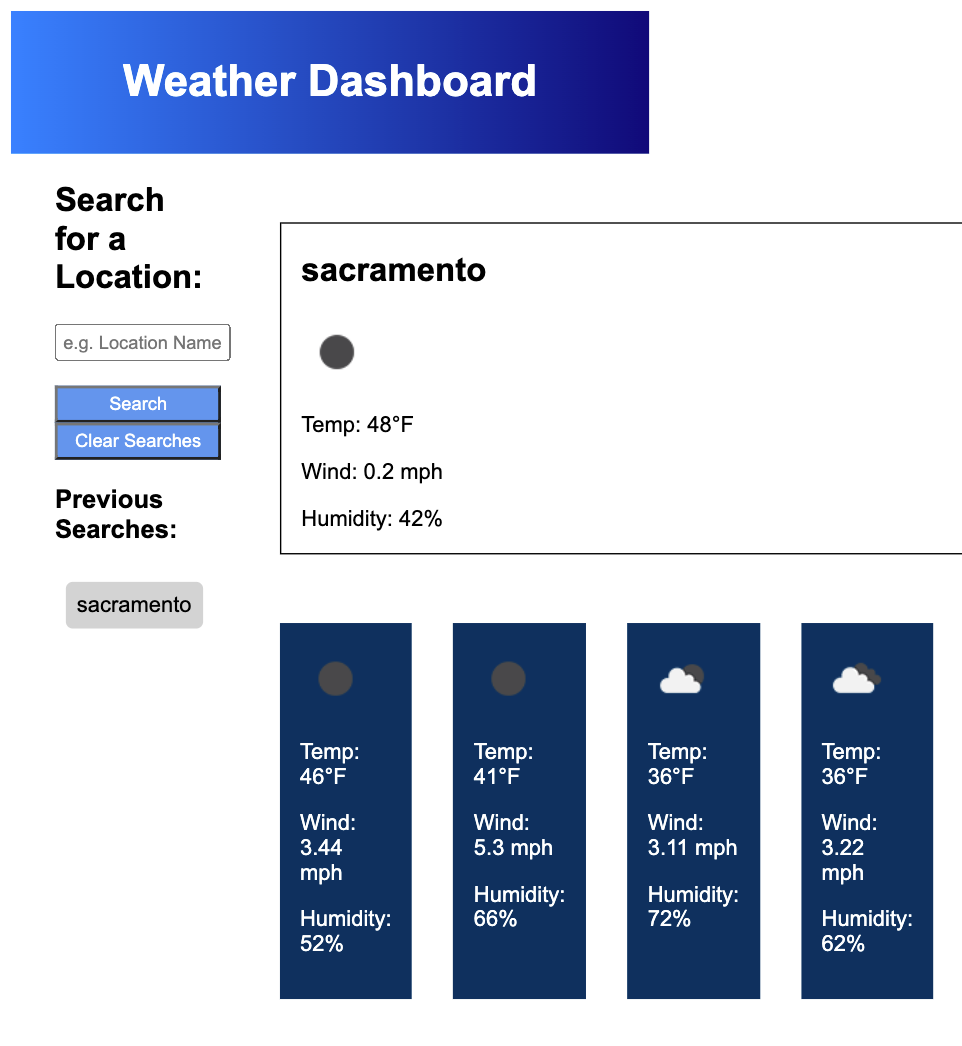 Weather Dashboard
Search
for a
Location:
e.g. Location Name
Search
Clear Searches
Previous
Searches:
sacramento
sacramento
Temp: 48°F
Wind: 0.2 mph
Humidity: 42%
Temp:
46°F
Wind:
3.44
mph
Humidity:
52%
Temp:
41°F
Wind:
5.3 mph
Humidity:
66%
Temp:
36°F
Wind:
3.11 mph
Humidity:
72%
Temp:
36°F
Wind:
3.22
mph
Humidity:
62%